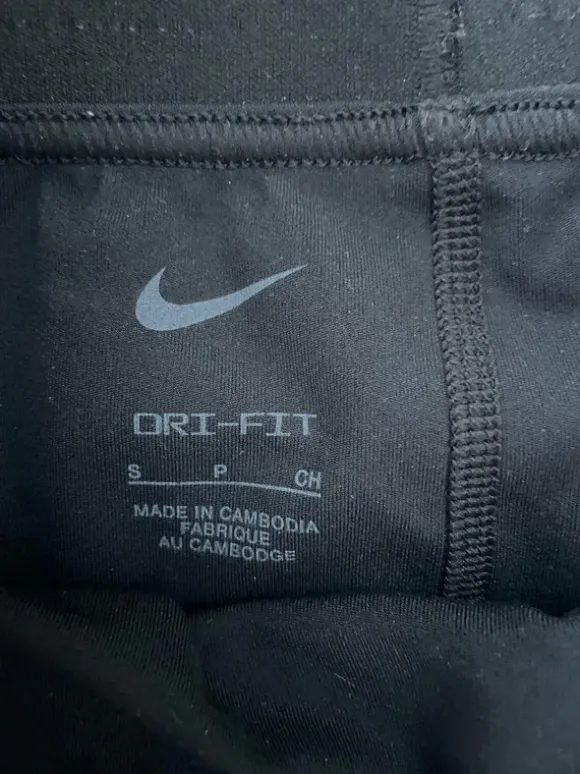 DRI-FIT
S P CH
MADE IN CAMBODIA
FABRIQUE
AU CAMBODGE